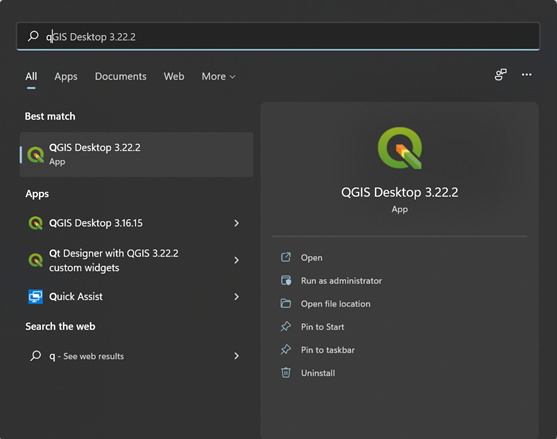 qGIS Desktop 3.22.2
All Apps Documents Web More
Best match
QGIS Desktop 3.22.2
App
Apps
QGIS Desktop 3.16.15
Qt Designer with QGIS 3.22.2
custom widgets
Quick Assist
Search the web
q - See web results
QGIS Desktop 3.22.2
App
Open
Run as administrator
Open file location
Pin to Start
Pin to taskbar
Uninstall